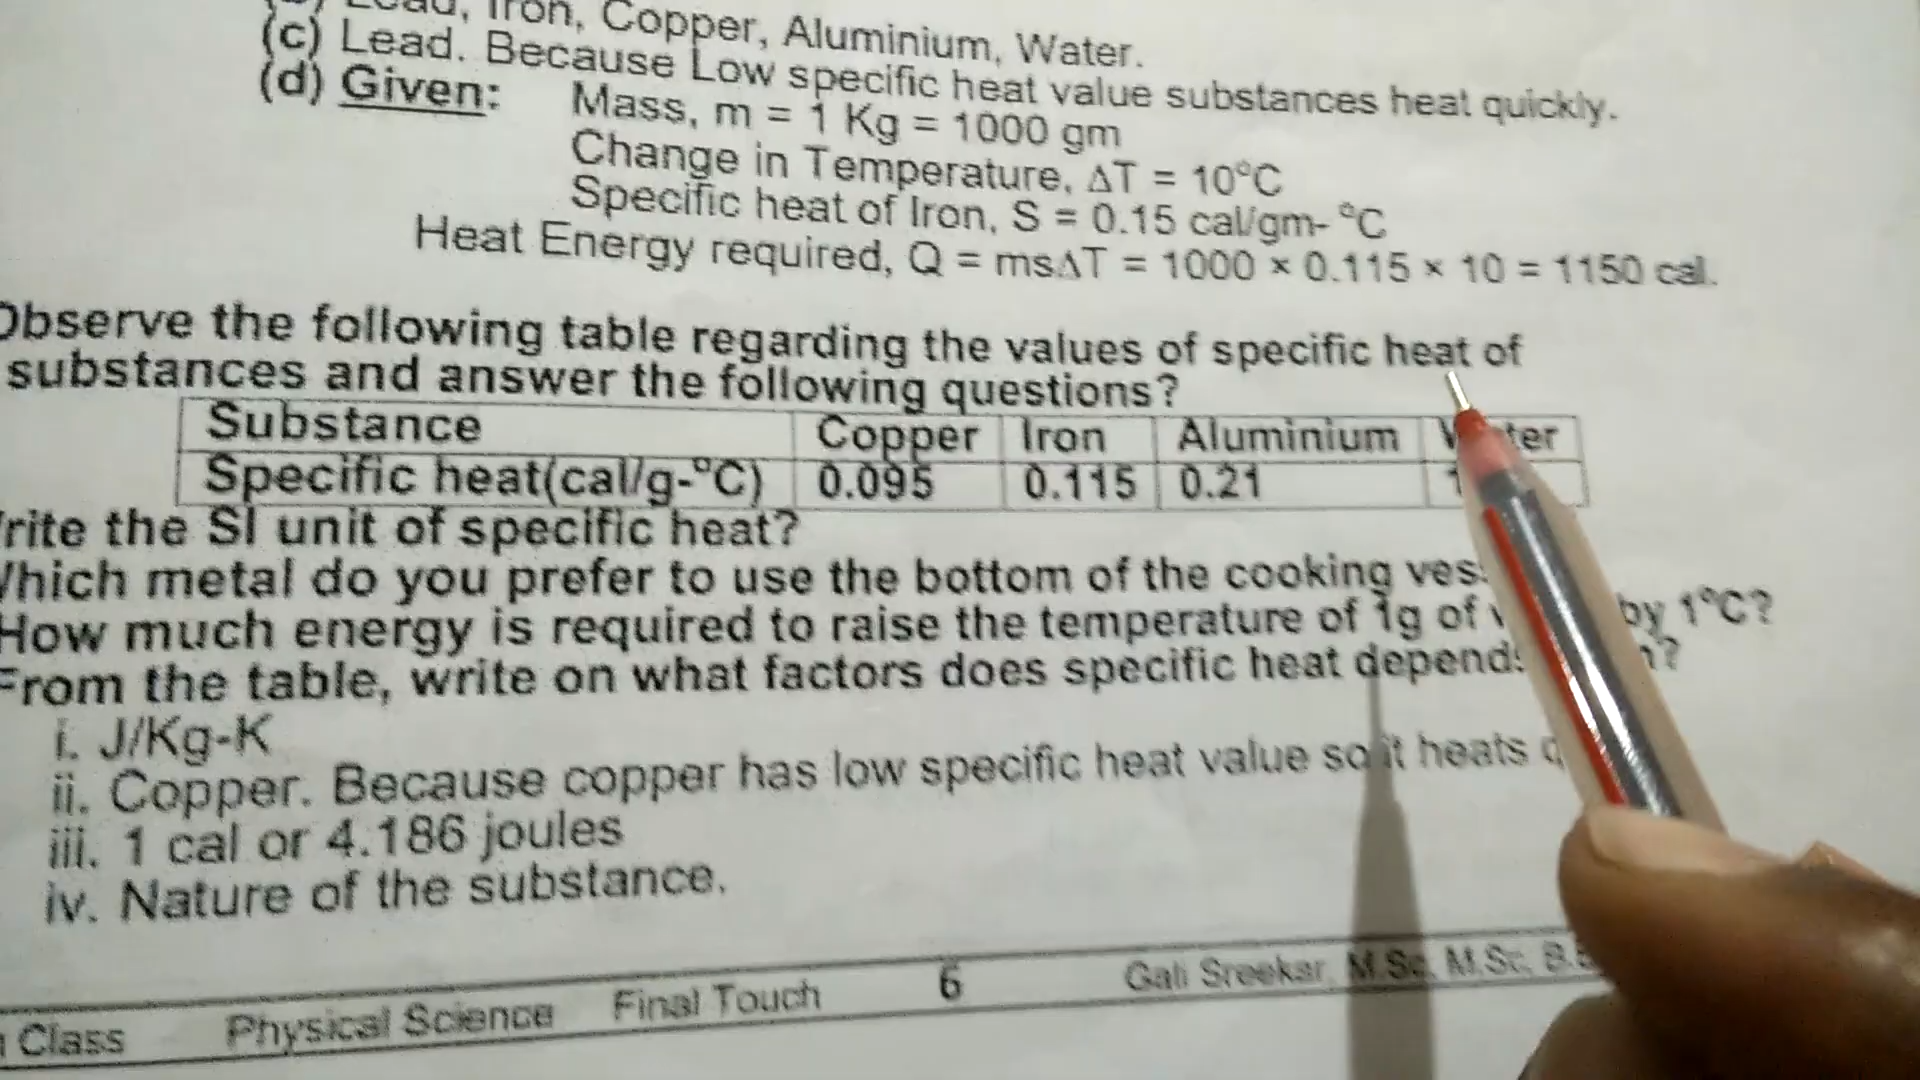 Lead, Iron, Copper, Aluminium, Water.
(c) Lead. Because Low specific heat value substances heat quickly.
(d) Given: Mass, m = 1 Kg = 1000 gm
Change in Temperature, ΔT = 10°C
Specific heat of Iron, S = 0.15 cal/gm- °C
Heat Energy required, Q = msΔT = 1000 × 0.115 × 10 = 1150 cal.
Observe the following table regarding the values of specific heat of
substances and answer the following questions?
Substance Copper Iron Aluminium
Specific heat(cal/g-°C) 0.095 0.115 0.21
rite the SI unit of specific heat?
hich metal do you prefer to use the bottom of the cooking
How much energy is required to raise the temperature of 1g of by 1°C?
From the table, write on what factors does specific heat depends
i. J/Kg-K
ii. Copper. Because copper has low specific heat value so it heats
iii. 1 cal or 4.186 joules
iv. Nature of the substance.
Class Physical Science Final Touch 6 Gali Sreekar, M.Sc, M.Sc,